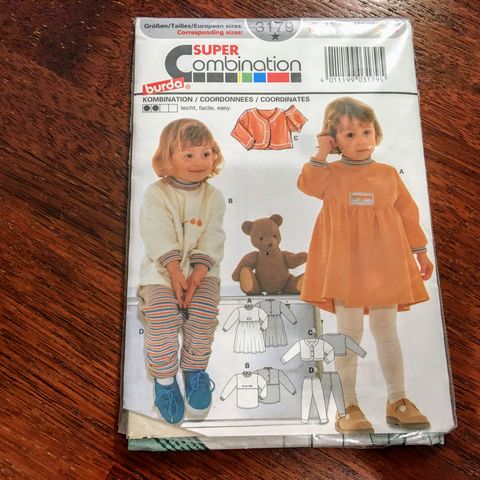 Größen/Tailles/European sizes:
Corresponding sizes:
3179
SUPER
Combination
burda
4 011199 031795
KOMBINATION / COORDONNEES / COORDINATES
leicht, facile, easy
C
A
B
D
A
B
C
D